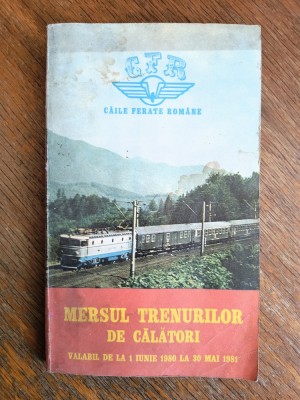 CFR
CĂILE FERATE ROMÂNE
MERSUL TRENURILOR
DE CĂLĂTORI
VALABIL DE LA 1 IUNIE 1980 LA 30 MAI 1981